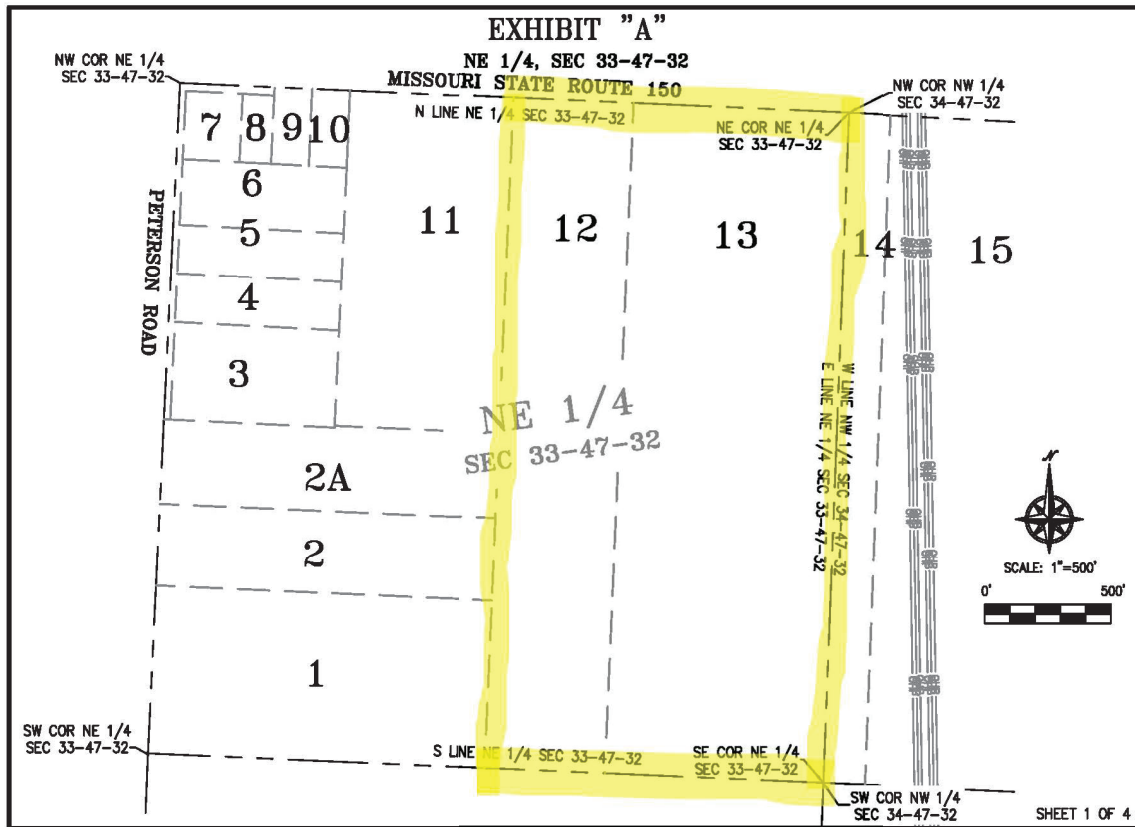 EXHIBIT "A"
NE 1/4, SEC 33-47-32
MISSOURI STATE ROUTE 150
NW COR NE 1/4
SEC 33-47-32
N LINE NE 1/4 SEC 33-47-32
NE COR NE 1/4
SEC 33-47-32
NW COR NW 1/4
SEC 34-47-32
7
8
9
10
6
5
4
3
PETERSON ROAD
11
12
13
14
15
NE 1/4
SEC 33-47-32
W LINE NW 1/4 SEC 34-47-32
E LINE NE 1/4 SEC 33-47-32
2A
2
1
N
SCALE: 1"=500'
0'
500'
SW COR NE 1/4
SEC 33-47-32
S LINE NE 1/4 SEC 33-47-32
SE COR NE 1/4
SEC 33-47-32
SW COR NW 1/4
SEC 34-47-32
SHEET 1 OF 4